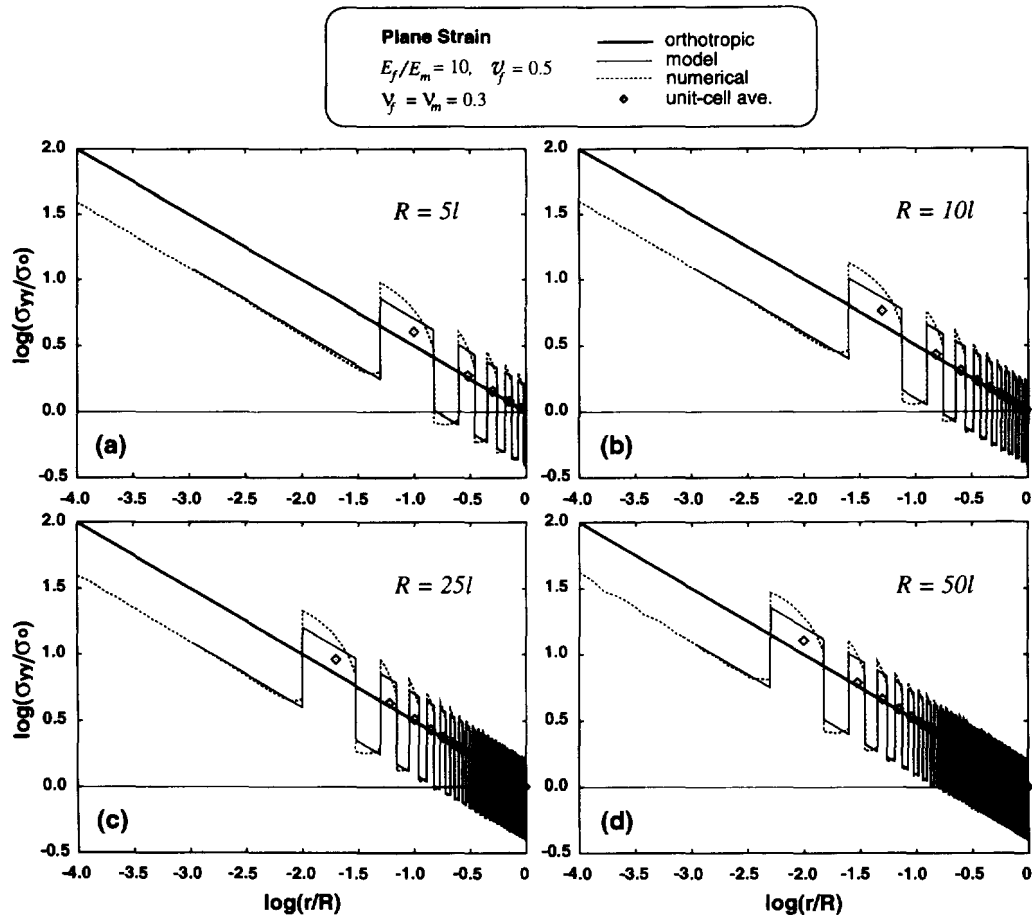 Plane Strain
E_f/E_m = 10, v_f = 0.5
ν_f = ν_m = 0.3
orthotropic
model
numerical
unit-cell ave.
2.0
1.5
1.0
0.5
0.0
-0.5
log(σyy/σo)
R = 5l
(a)
-4.0 -3.5 -3.0 -2.5 -2.0 -1.5 -1.0 -0.5 0
2.0
1.5
1.0
0.5
0.0
-0.5
R = 10l
(b)
-4.0 -3.5 -3.0 -2.5 -2.0 -1.5 -1.0 -0.5 0
2.0
1.5
1.0
0.5
0.0
-0.5
log(σyy/σo)
R = 25l
(c)
-4.0 -3.5 -3.0 -2.5 -2.0 -1.5 -1.0 -0.5 0
log(r/R)
2.0
1.5
1.0
0.5
0.0
-0.5
R = 50l
(d)
-4.0 -3.5 -3.0 -2.5 -2.0 -1.5 -1.0 -0.5 0
log(r/R)